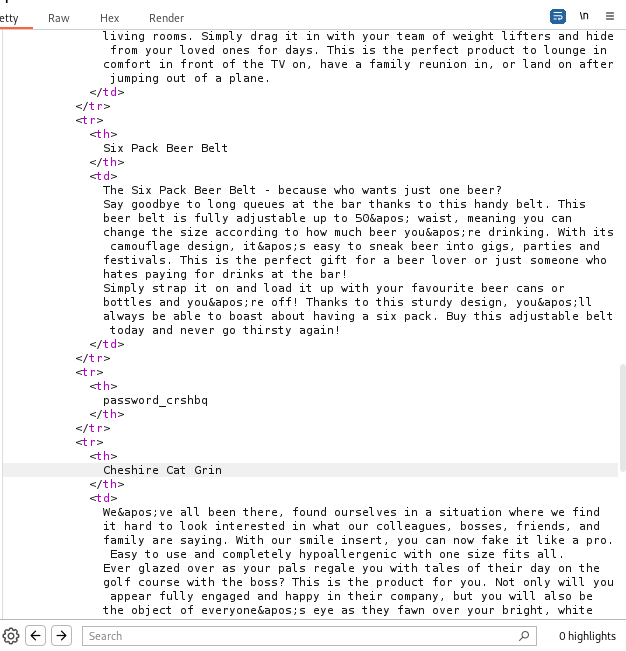 etty Raw Hex Render \n
living rooms. Simply drag it in with your team of weight lifters and hide
from your loved ones for days. This is the perfect product to lounge in
comfort in front of the TV on, have a family reunion in, or land on after
jumping out of a plane.
</td>
</tr>
<tr>
<th>
Six Pack Beer Belt
</th>
<td>
The Six Pack Beer Belt - because who wants just one beer?
Say goodbye to long queues at the bar thanks to this handy belt. This
beer belt is fully adjustable up to 50&apos; waist, meaning you can
change the size according to how much beer you&apos;re drinking. With its
camouflage design, it&apos;s easy to sneak beer into gigs, parties and
festivals. This is the perfect gift for a beer lover or just someone who
hates paying for drinks at the bar!
Simply strap it on and load it up with your favourite beer cans or
bottles and you&apos;re off! Thanks to this sturdy design, you&apos;ll
always be able to boast about having a six pack. Buy this adjustable belt
today and never go thirsty again!
</td>
</tr>
<tr>
<th>
password_crshbq
</th>
</tr>
<tr>
<th>
Cheshire Cat Grin
</th>
<td>
We&apos;ve all been there, found ourselves in a situation where we find
it hard to look interested in what our colleagues, bosses, friends, and
family are saying. With our smile insert, you can now fake it like a pro.
Easy to use and completely hypoallergenic with one size fits all.
Ever glazed over as your pals regale you with tales of their day on the
golf course with the boss? This is the product for you. Not only will you
appear fully engaged and happy in their company, but you will also be
the object of everyone&apos;s eye as they fawn over your bright, white
Search 0 highlights